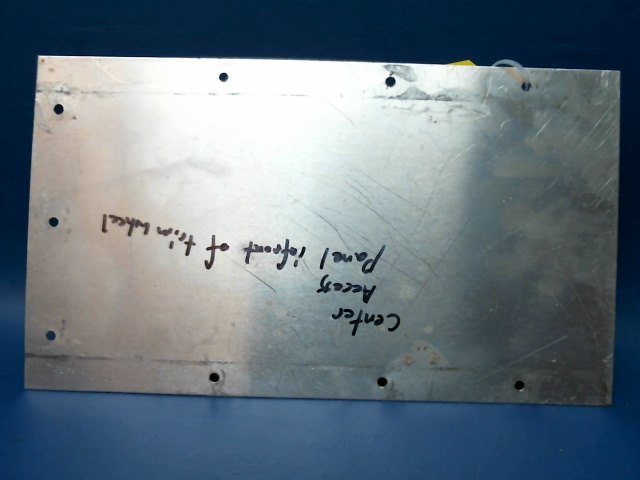 Center
Access
Panel infront of trim wheel